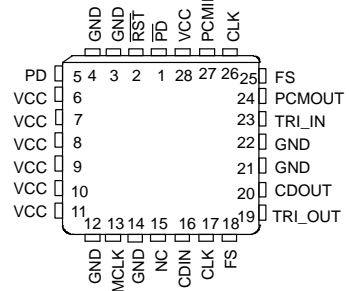 GND GND RST PD VCC CLK
PD 5 4 3 2 1 28 27 26 25 FS
VCC 6 24 PCMOUT
VCC 7 23 TRI_IN
VCC 8 22 GND
VCC 9 21 GND
VCC 10 20 CDOUT
VCC 11 19 TRI_OUT
12 13 14 15 16 17 18
GND MCLK GND NC CDIN CLK FS